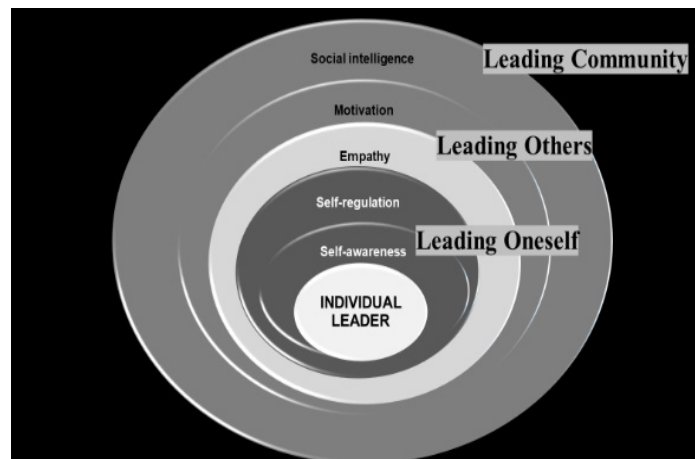 Social intelligence
Leading Community
Motivation
Leading Others
Empathy
Self-regulation
Leading Oneself
Self-awareness
INDIVIDUAL
LEADER